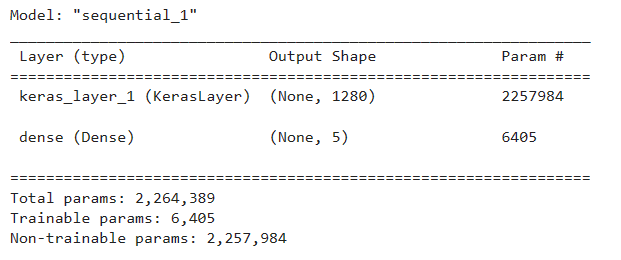 Model: "sequential_1"
_________________________________________________________________
Layer (type) Output Shape Param #
=================================================================
keras_layer_1 (KerasLayer) (None, 1280) 2257984
dense (Dense) (None, 5) 6405
=================================================================
Total params: 2,264,389
Trainable params: 6,405
Non-trainable params: 2,257,984